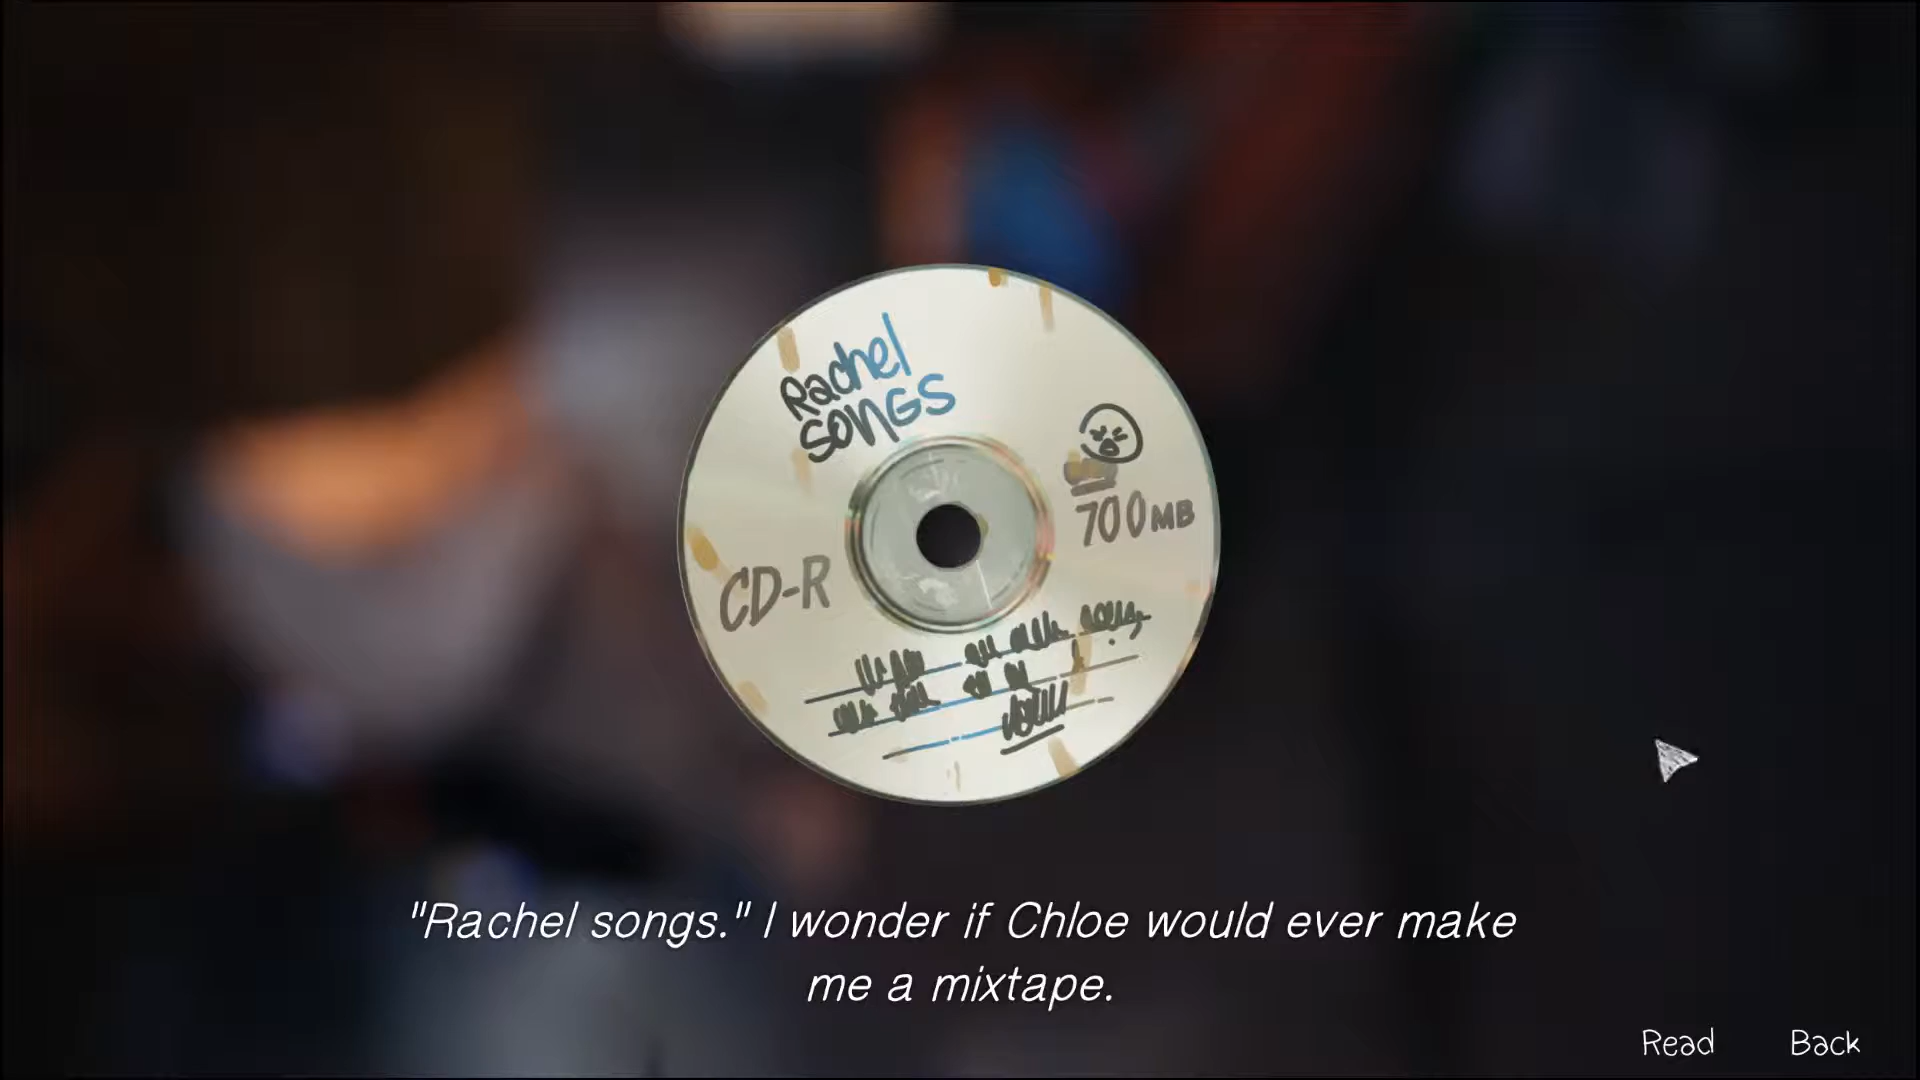 Rachel
SONGS
700MB
CD-R
"Rachel songs." I wonder if Chloe would ever make
me a mixtape.
Read Back